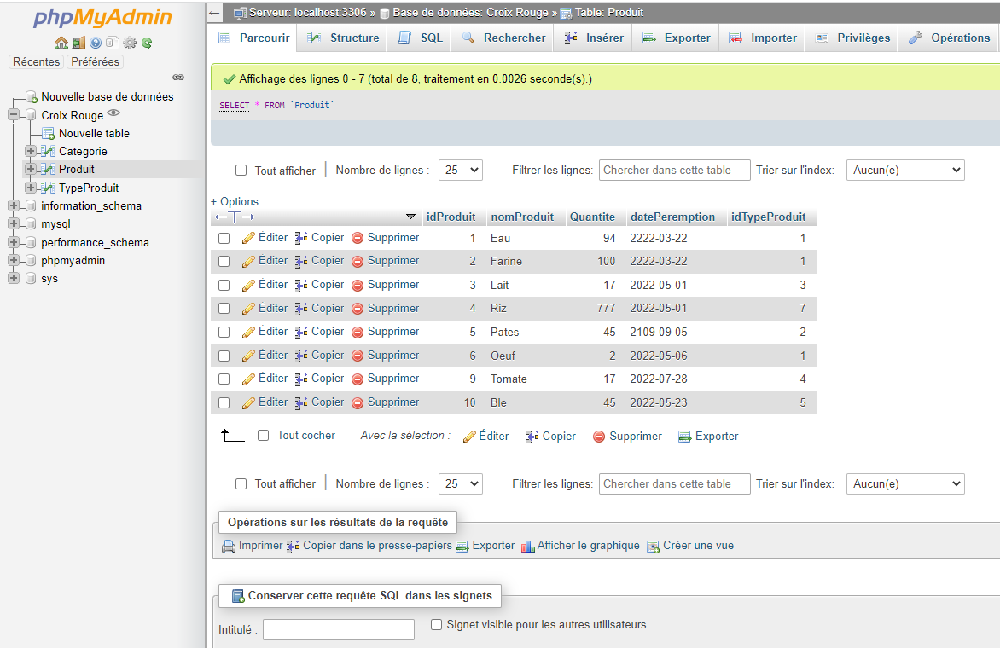 phpMyAdmin
Récentes Préférées
Nouvelle base de données
Croix Rouge
Nouvelle table
Categorie
Produit
TypeProduit
information_schema
mysql
performance_schema
phpmyadmin
sys
Serveur: localhost:3306 » Base de données: Croix Rouge » Table: Produit
Parcourir Structure SQL Rechercher Insérer Exporter Importer Privilèges Opérations
Affichage des lignes 0 - 7 (total de 8, traitement en 0.0026 seconde(s).)
SELECT * FROM `Produit`
Tout afficher Nombre de lignes : 25 Filtrer les lignes: Chercher dans cette table Trier sur l'index: Aucun(e)
+ Options
←T→ idProduit nomProduit Quantite datePeremption idTypeProduit
Éditer Copier Supprimer 1 Eau 94 2222-03-22 1
Éditer Copier Supprimer 2 Farine 100 2222-03-22 1
Éditer Copier Supprimer 3 Lait 17 2022-05-01 3
Éditer Copier Supprimer 4 Riz 777 2022-05-01 7
Éditer Copier Supprimer 5 Pates 45 2109-09-05 2
Éditer Copier Supprimer 6 Oeuf 2 2022-05-06 1
Éditer Copier Supprimer 9 Tomate 17 2022-07-28 4
Éditer Copier Supprimer 10 Ble 45 2022-05-23 5
Tout cocher Avec la sélection : Éditer Copier Supprimer Exporter
Tout afficher Nombre de lignes : 25 Filtrer les lignes: Chercher dans cette table Trier sur l'index: Aucun(e)
Opérations sur les résultats de la requête
Imprimer Copier dans le presse-papiers Exporter Afficher le graphique Créer une vue
Conserver cette requête SQL dans les signets
Intitulé : Signet visible pour les autres utilisateurs